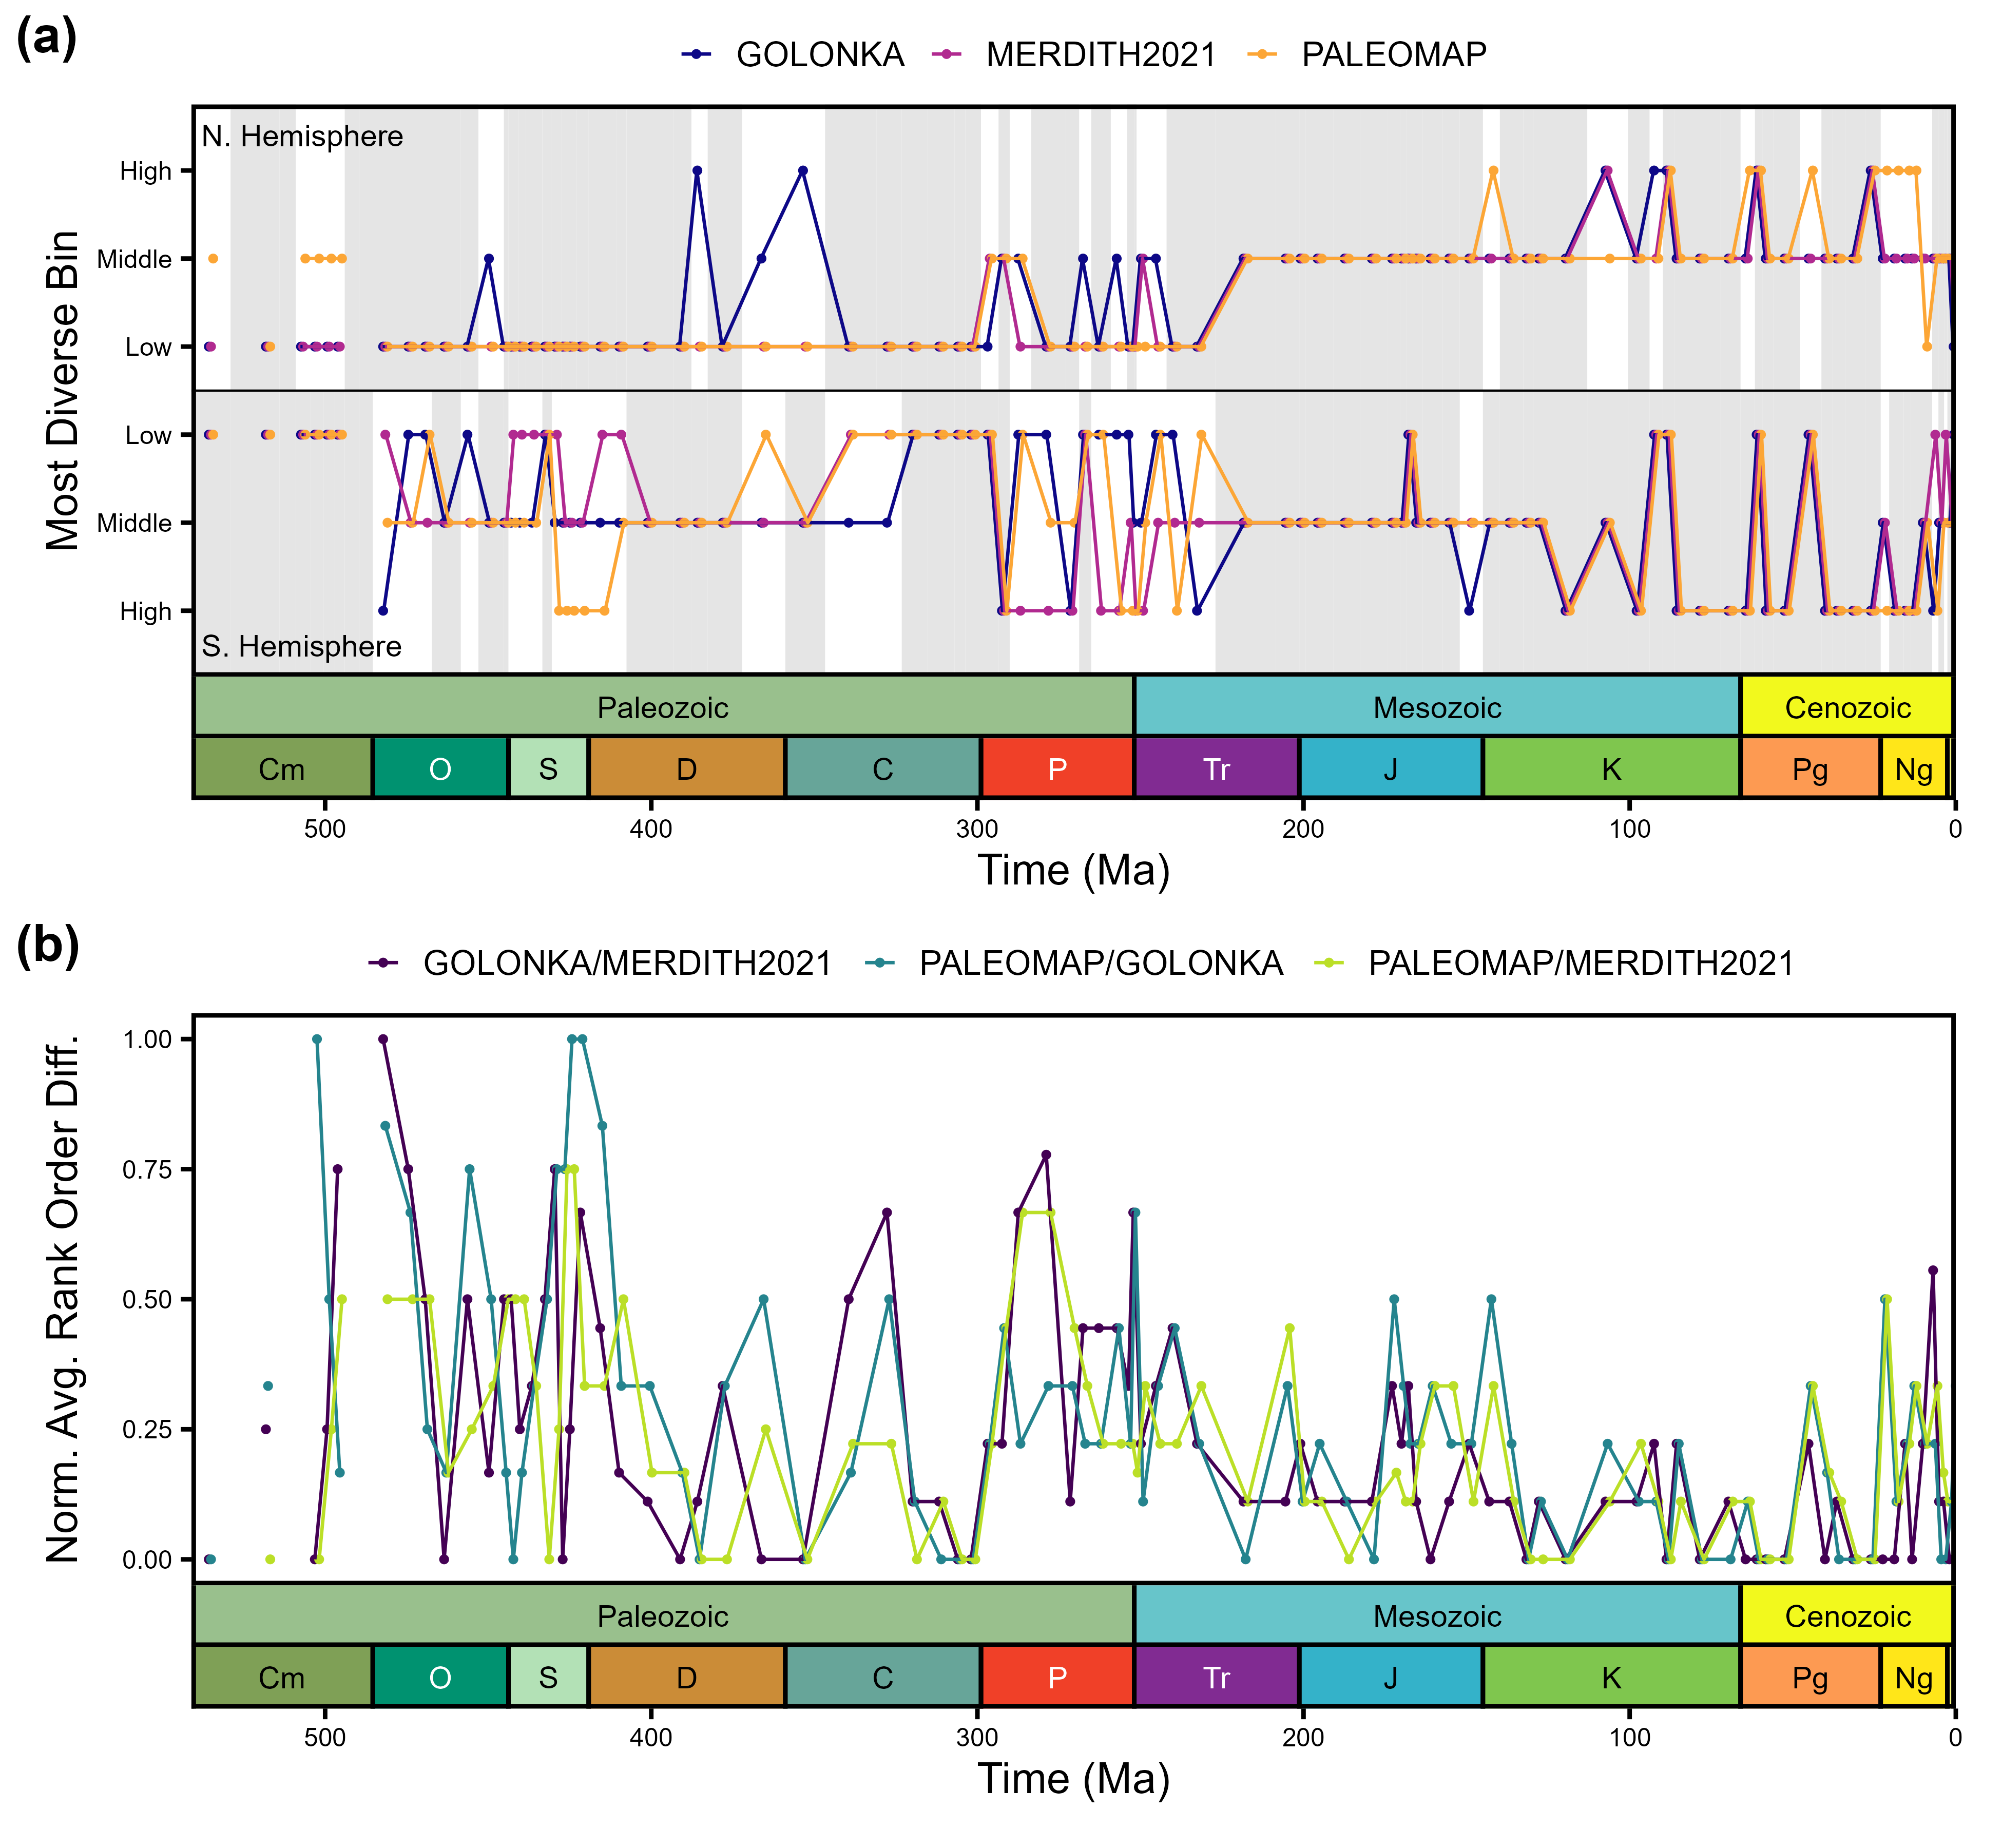 (a)
GOLONKA MERDITH2021 PALEOMAP
N. Hemisphere
High
Middle
Low
Low
Middle
High
S. Hemisphere
Most Diverse Bin
Paleozoic Mesozoic Cenozoic
Cm O S D C P Tr J K Pg Ng
500 400 300 200 100 0
Time (Ma)
(b)
GOLONKA/MERDITH2021 PALEOMAP/GOLONKA PALEOMAP/MERDITH2021
1.00
0.75
0.50
0.25
0.00
Norm. Avg. Rank Order Diff.
Paleozoic Mesozoic Cenozoic
Cm O S D C P Tr J K Pg Ng
500 400 300 200 100 0
Time (Ma)